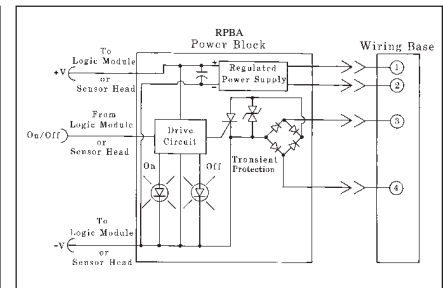 RPBA
Power Block
Wiring Base
To
Logic Module
or
Sensor Head
+V
+
-
Regulated
Power Supply
1
2
From
Logic Module
or
Sensor Head
On/Off
Drive
Circuit
On
Off
Transient
Protection
3
4
To
Logic Module
or
Sensor Head
-V